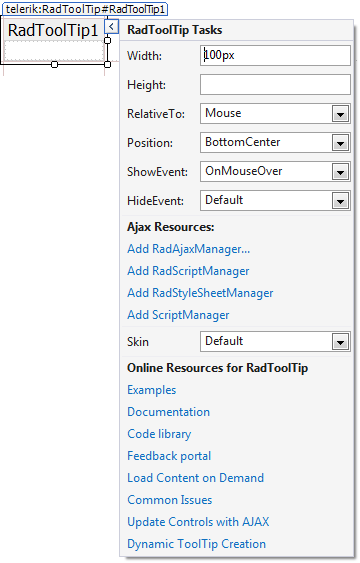 telerik:RadToolTip#RadToolTip1
RadToolTip1
RadToolTip Tasks
Width: 100px
Height:
RelativeTo: Mouse
Position: BottomCenter
ShowEvent: OnMouseOver
HideEvent: Default
Ajax Resources:
Add RadAjaxManager...
Add RadScriptManager
Add RadStyleSheetManager
Add ScriptManager
Skin Default
Online Resources for RadToolTip
Examples
Documentation
Code library
Feedback portal
Load Content on Demand
Common Issues
Update Controls with AJAX
Dynamic ToolTip Creation